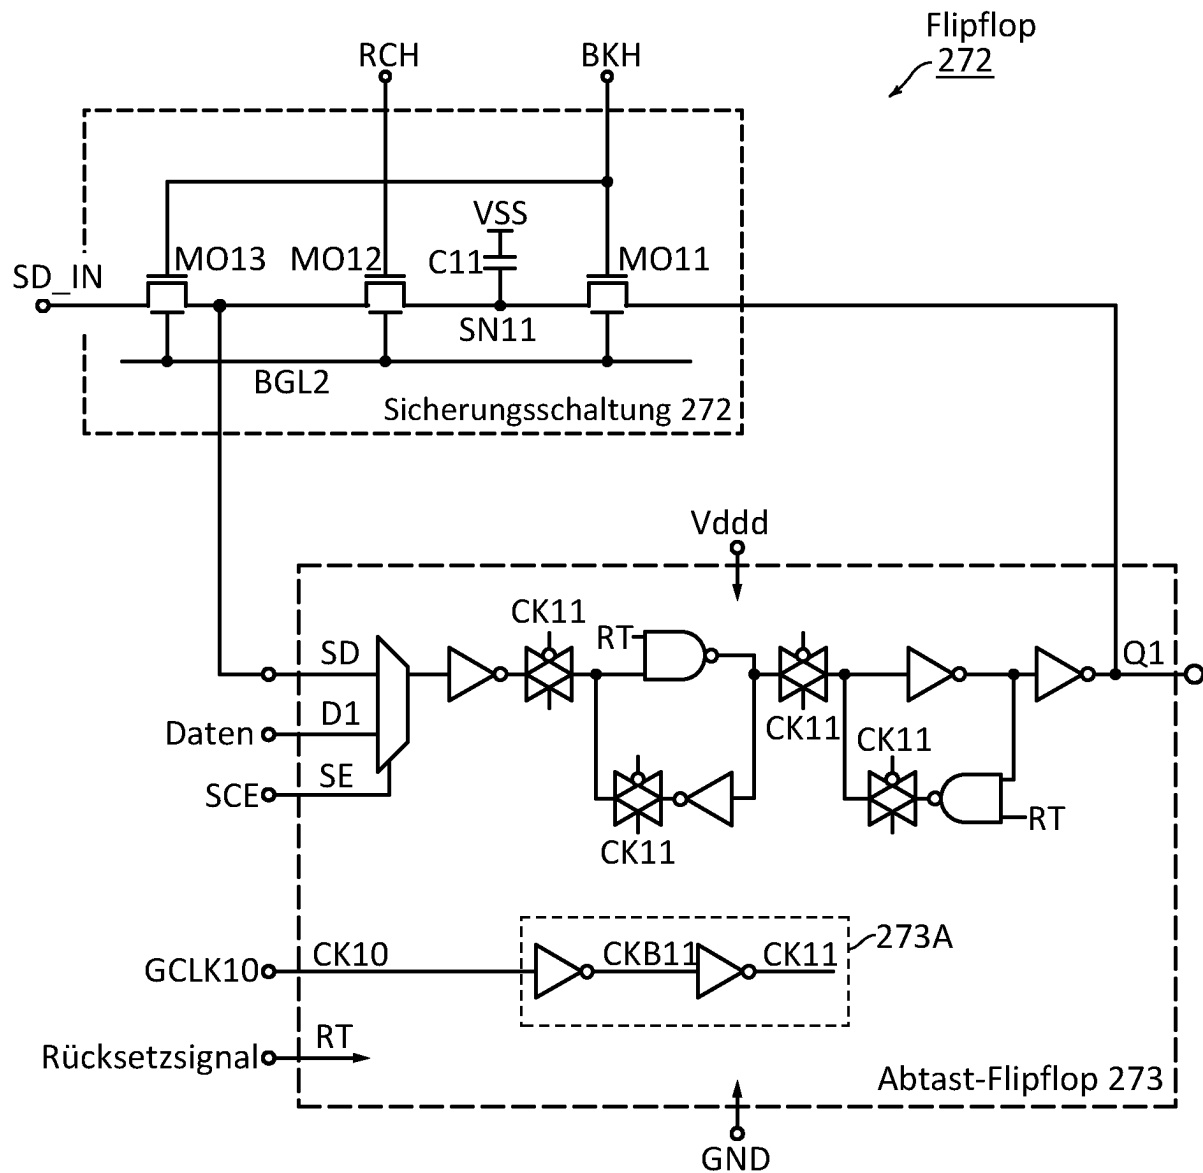 Flipflop
272
RCH
BKH
VSS
MO13
MO12
C11
MO11
SD_IN
SN11
BGL2
Sicherungsschaltung 272
Vddd
CK11
RT
SD
Q1
D1
CK11
CK11
Daten
SE
SCE
RT
CK11
273A
CK10
CKB11
CK11
GCLK10
RT
Rücksetzsignal
Abtast-Flipflop 273
GND